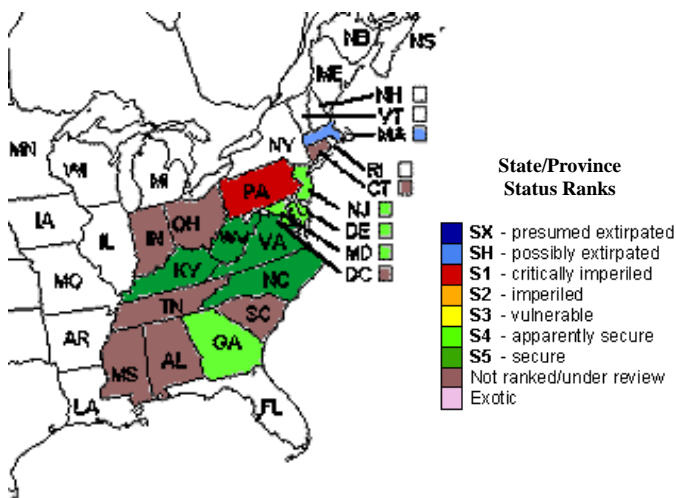 NB
NS
ME
NH
VT
MA
NY
RI
CT
NJ
DE
MD
DC
MN
WI
MI
PA
IA
IL
IN
OH
WV
VA
KY
MO
NC
TN
AR
SC
MS
AL
GA
LA
FL
State/Province
Status Ranks
SX - presumed extirpated
SH - possibly extirpated
S1 - critically imperiled
S2 - imperiled
S3 - vulnerable
S4 - apparently secure
S5 - secure
Not ranked/under review
Exotic